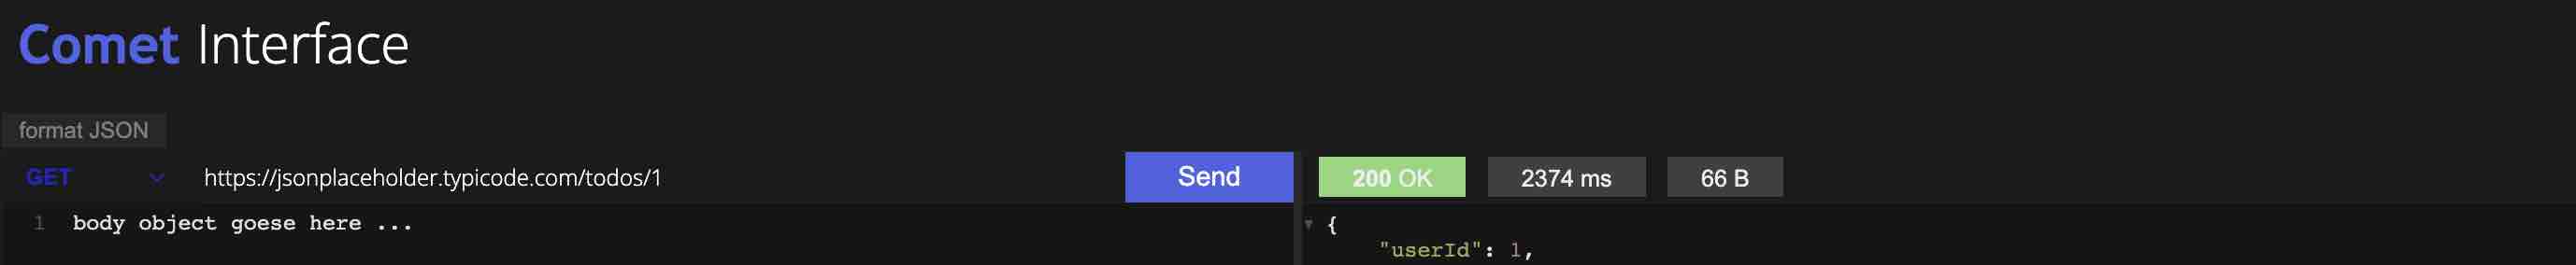 Comet Interface
format JSON
GET https://jsonplaceholder.typicode.com/todos/1 Send 200 OK 2374 ms 66 B
1 body object goese here ...
{
"userId": 1,